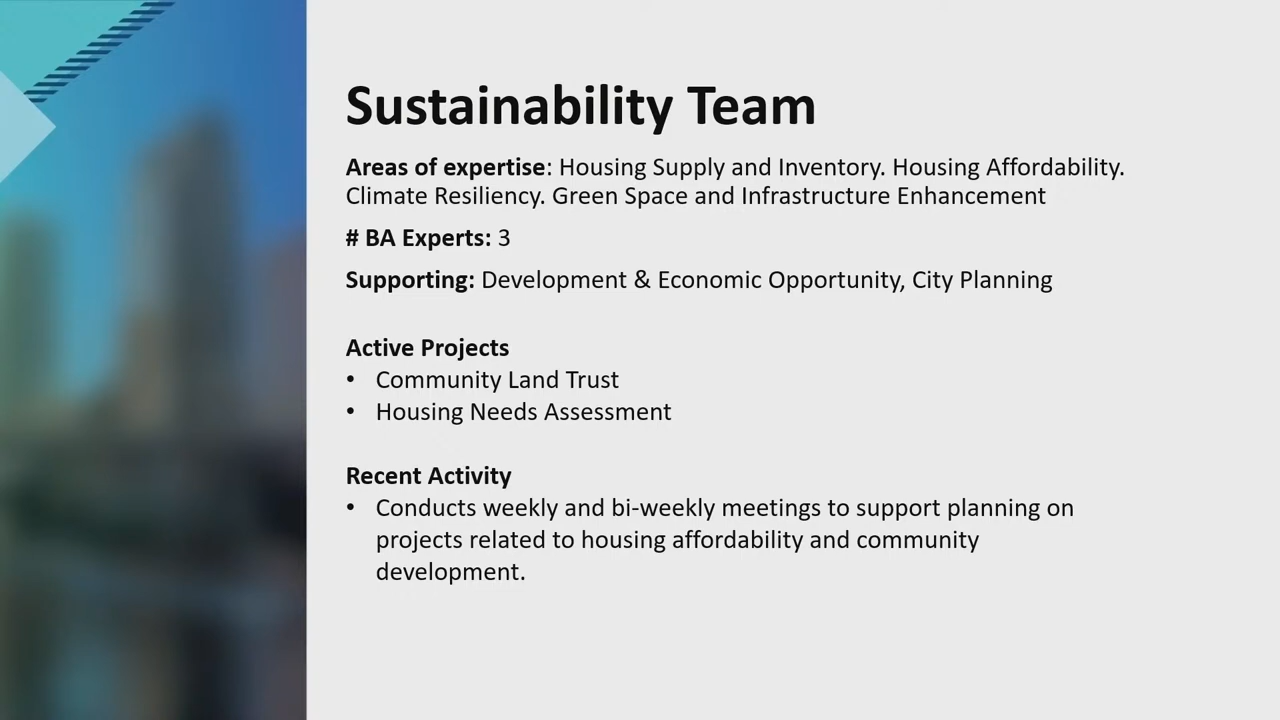 Sustainability Team
Areas of expertise: Housing Supply and Inventory. Housing Affordability.
Climate Resiliency. Green Space and Infrastructure Enhancement
# BA Experts: 3
Supporting: Development & Economic Opportunity, City Planning
Active Projects
• Community Land Trust
• Housing Needs Assessment
Recent Activity
• Conducts weekly and bi-weekly meetings to support planning on
projects related to housing affordability and community
development.